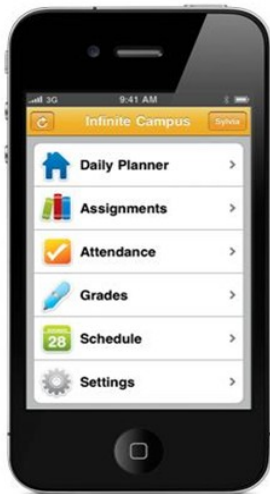 3G 9:41 AM
Infinite Campus Sylvia
Daily Planner
Assignments
Attendance
Grades
28 Schedule
Settings